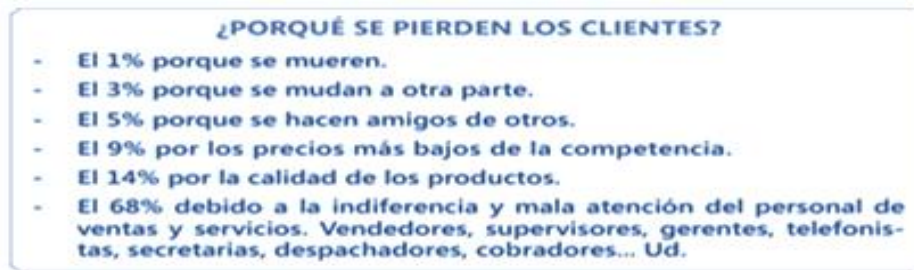 ¿PORQUÉ SE PIERDEN LOS CLIENTES?
- El 1% porque se mueren.
- El 3% porque se mudan a otra parte.
- El 5% porque se hacen amigos de otros.
- El 9% por los precios más bajos de la competencia.
- El 14% por la calidad de los productos.
- El 68% debido a la indiferencia y mala atención del personal de
ventas y servicios. Vendedores, supervisores, gerentes, telefonis-
tas, secretarias, despachadores, cobradores... Ud.